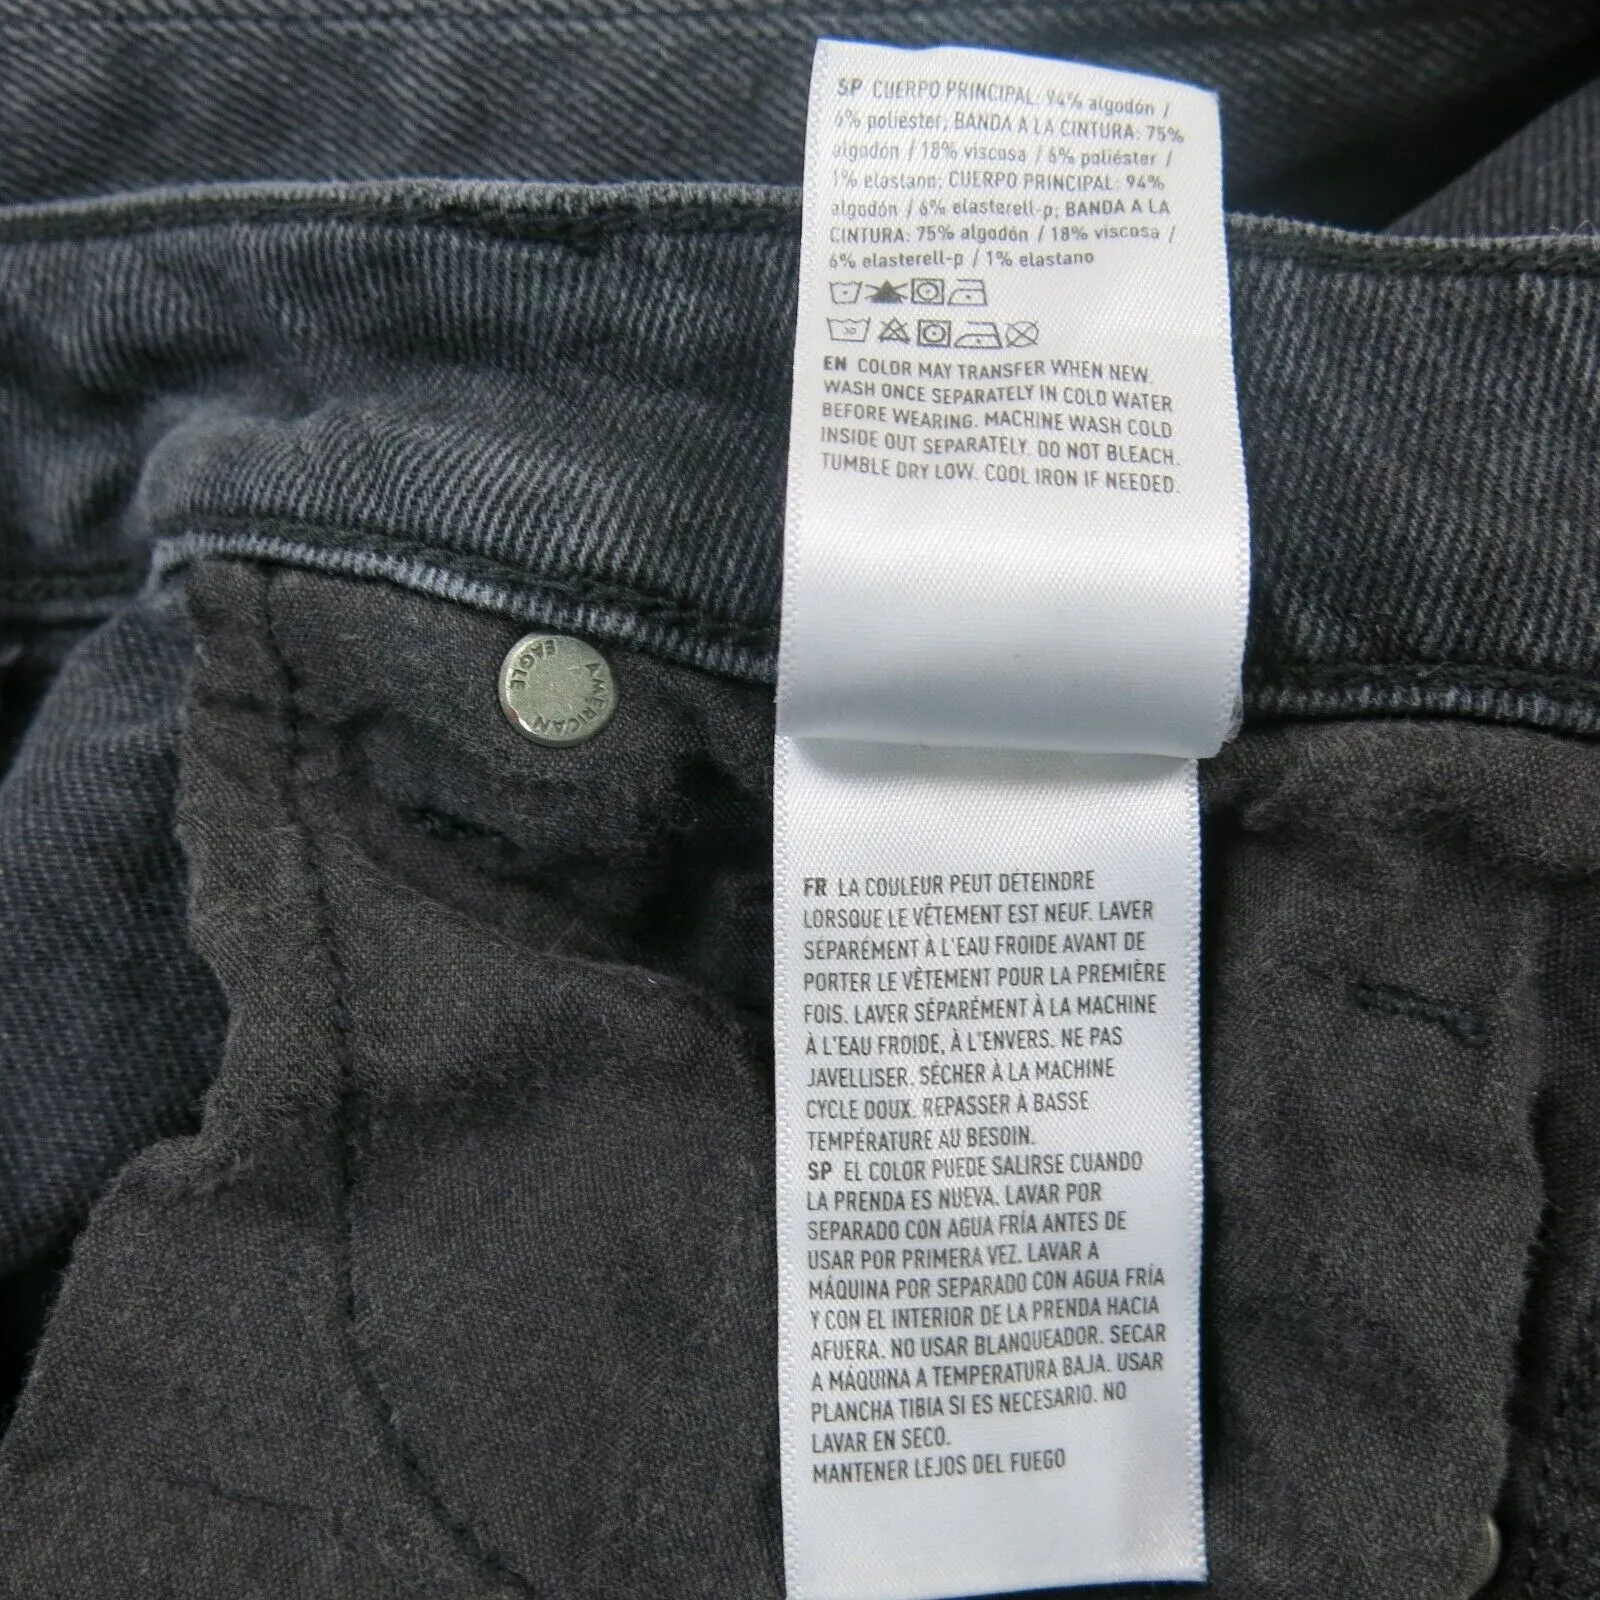 SP CUERPO PRINCIPAL: 94% algodón /
6% poliéster; BANDA A LA CINTURA: 75%
algodón / 18% viscosa / 6% poliéster /
1% elastano; CUERPO PRINCIPAL: 94%
algodón / 6% elasterell-p; BANDA A LA
CINTURA: 75% algodón / 18% viscosa /
6% elasterell-p / 1% elastano
30
EN COLOR MAY TRANSFER WHEN NEW.
WASH ONCE SEPARATELY IN COLD WATER
BEFORE WEARING. MACHINE WASH COLD
INSIDE OUT SEPARATELY. DO NOT BLEACH.
TUMBLE DRY LOW. COOL IRON IF NEEDED.
AMERICAN
EAGLE
FR LA COULEUR PEUT DÉTEINDRE
LORSQUE LE VÊTEMENT EST NEUF. LAVER
SÉPARÉMENT À L'EAU FROIDE AVANT DE
PORTER LE VÊTEMENT POUR LA PREMIÈRE
FOIS. LAVER SÉPARÉMENT À LA MACHINE
À L'EAU FROIDE, À L'ENVERS. NE PAS
JAVELLISER. SÉCHER À LA MACHINE
CYCLE DOUX. REPASSER À BASSE
TEMPÉRATURE AU BESOIN.
SP EL COLOR PUEDE SALIRSE CUANDO
LA PRENDA ES NUEVA. LAVAR POR
SEPARADO CON AGUA FRÍA ANTES DE
USAR POR PRIMERA VEZ. LAVAR A
MÁQUINA POR SEPARADO CON AGUA FRÍA
Y CON EL INTERIOR DE LA PRENDA HACIA
AFUERA. NO USAR BLANQUEADOR. SECAR
A MÁQUINA A TEMPERATURA BAJA. USAR
PLANCHA TIBIA SI ES NECESARIO. NO
LAVAR EN SECO.
MANTENER LEJOS DEL FUEGO